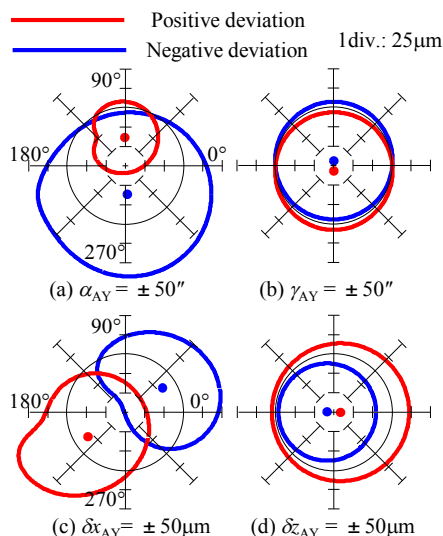 Positive deviation
Negative deviation
1div.: 25μm
90°
180°
0°
270°
(a) αAY = ± 50″
(b) γAY = ± 50″
90°
180°
0°
270°
(c) δxAY = ± 50μm
(d) δzAY = ± 50μm